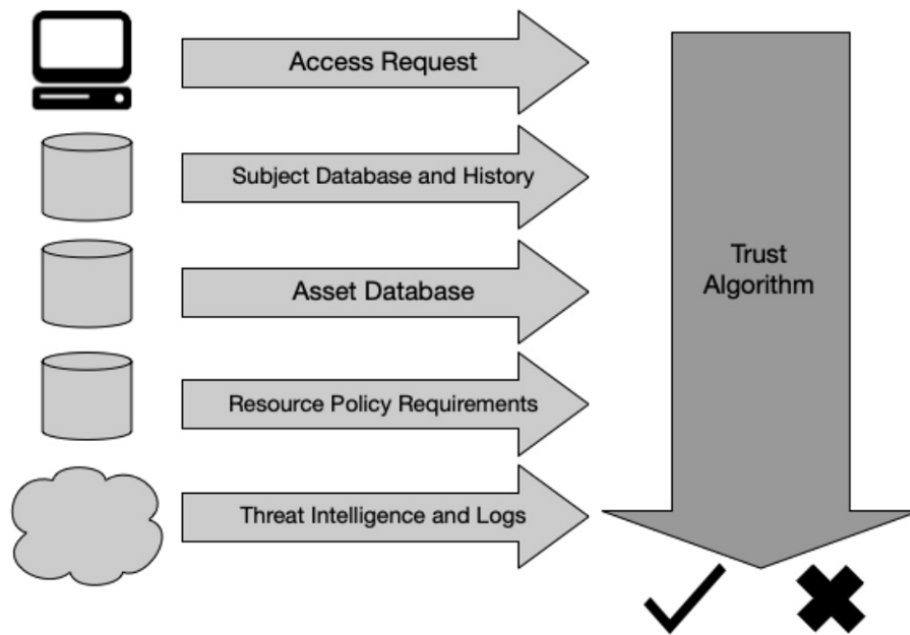 Access Request
Subject Database and History
Asset Database
Trust
Algorithm
Resource Policy Requirements
Threat Intelligence and Logs